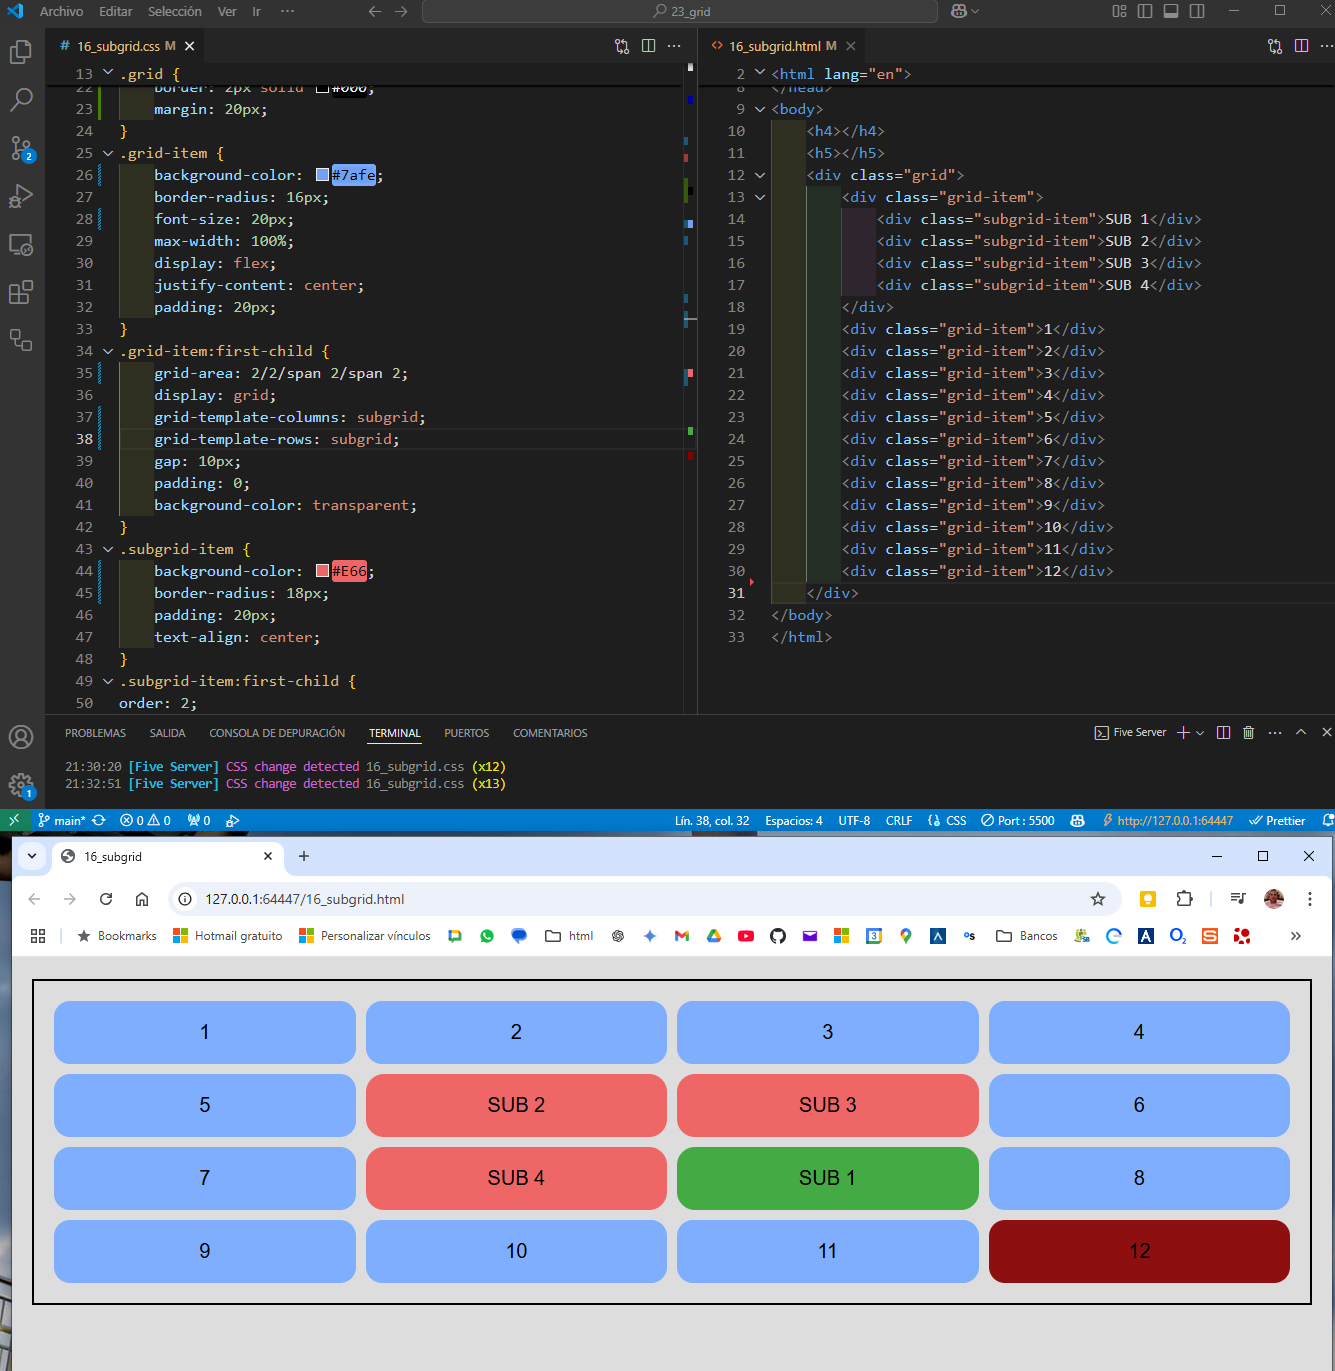 Archivo Editar Selección Ver Ir ··· 23_grid
# 16_subgrid.css M
13 .grid {
22 border: 2px solid #000;
23 margin: 20px;
24 }
25 .grid-item {
26 background-color: #7afe;
27 border-radius: 16px;
28 font-size: 20px;
29 max-width: 100%;
30 display: flex;
31 justify-content: center;
32 padding: 20px;
33 }
34 .grid-item:first-child {
35 grid-area: 2/2/span 2/span 2;
36 display: grid;
37 grid-template-columns: subgrid;
38 grid-template-rows: subgrid;
39 gap: 10px;
40 padding: 0;
41 background-color: transparent;
42 }
43 .subgrid-item {
44 background-color: #E66;
45 border-radius: 18px;
46 padding: 20px;
47 text-align: center;
48 }
49 .subgrid-item:first-child {
50 order: 2;
<> 16_subgrid.html M
2 <html lang="en">
8 </head>
9 <body>
10 <h4></h4>
11 <h5></h5>
12 <div class="grid">
13 <div class="grid-item">
14 <div class="subgrid-item">SUB 1</div>
15 <div class="subgrid-item">SUB 2</div>
16 <div class="subgrid-item">SUB 3</div>
17 <div class="subgrid-item">SUB 4</div>
18 </div>
19 <div class="grid-item">1</div>
20 <div class="grid-item">2</div>
21 <div class="grid-item">3</div>
22 <div class="grid-item">4</div>
23 <div class="grid-item">5</div>
24 <div class="grid-item">6</div>
25 <div class="grid-item">7</div>
26 <div class="grid-item">8</div>
27 <div class="grid-item">9</div>
28 <div class="grid-item">10</div>
29 <div class="grid-item">11</div>
30 <div class="grid-item">12</div>
31 </div>
32 </body>
33 </html>
2
1
PROBLEMAS SALIDA CONSOLA DE DEPURACIÓN TERMINAL PUERTOS COMENTARIOS Five Server
21:30:20 [Five Server] CSS change detected 16_subgrid.css (x12)
21:32:51 [Five Server] CSS change detected 16_subgrid.css (x13)
main* 0 0 0 Lín. 38, col. 32 Espacios: 4 UTF-8 CRLF CSS Port : 5500 http://127.0.0.1:64447 Prettier
16_subgrid
127.0.0.1:64447/16_subgrid.html
Bookmarks Hotmail gratuito Personalizar vínculos html Bancos
1 2 3 4
5 SUB 2 SUB 3 6
7 SUB 4 SUB 1 8
9 10 11 12